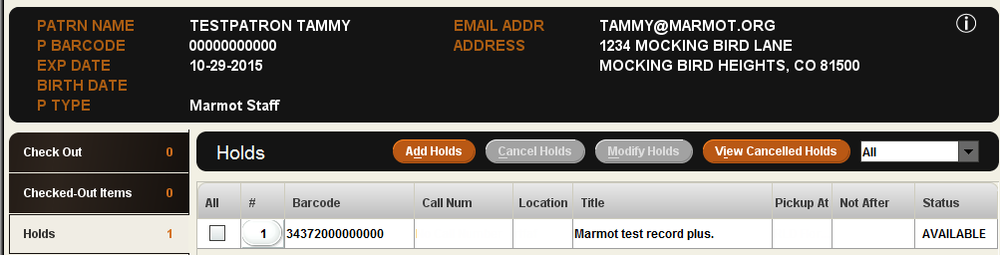 PATRN NAME TESTPATRON TAMMY EMAIL ADDR TAMMY@MARMOT.ORG
P BARCODE 00000000000 ADDRESS 1234 MOCKING BIRD LANE
EXP DATE 10-29-2015 MOCKING BIRD HEIGHTS, CO 81500
BIRTH DATE
P TYPE Marmot Staff
Check Out 0
Checked-Out Items 0
Holds 1
Holds Add Holds Cancel Holds Modify Holds View Cancelled Holds All
All # Barcode Call Num Location Title Pickup At Not After Status
1 34372000000000 Marmot test record plus. AVAILABLE